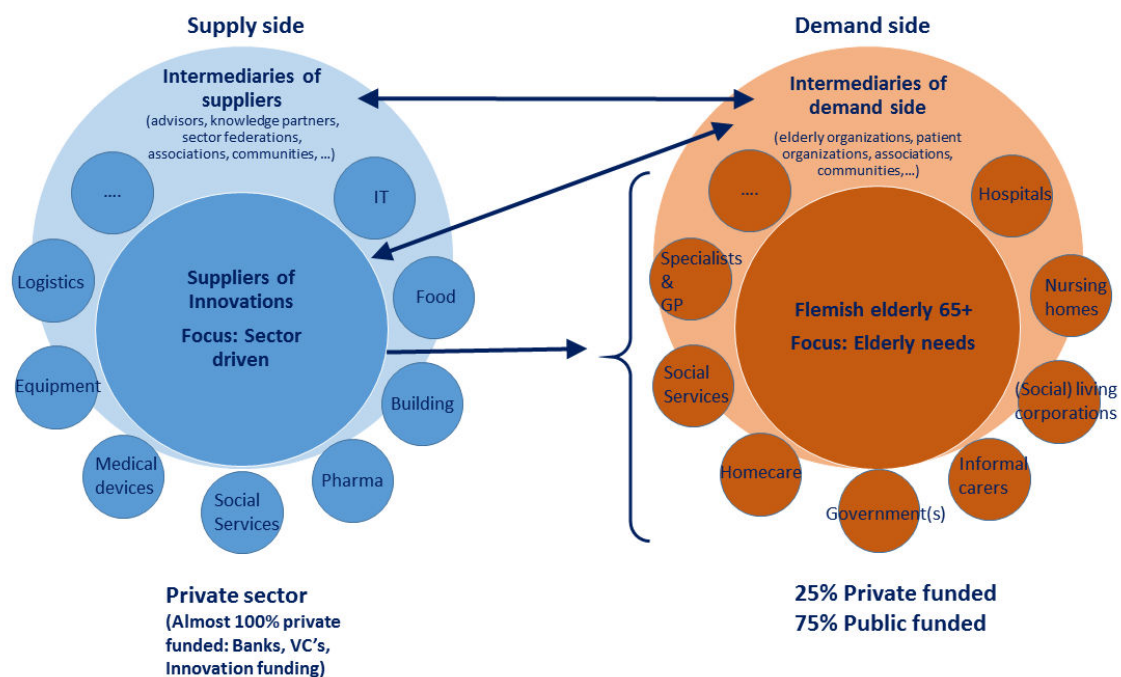 Supply side
Intermediaries of
suppliers
(advisors, knowledge partners,
sector federations,
associations, communities, ...)
....
IT
Logistics
Suppliers of
Innovations
Focus: Sector
driven
Food
Equipment
Building
Medical
devices
Social
Services
Pharma
Private sector
(Almost 100% private
funded: Banks, VC's,
Innovation funding)
Demand side
Intermediaries of
demand side
(elderly organizations, patient
organizations, associations,
communities,...)
....
Hospitals
Specialists
&
GP
Flemish elderly 65+
Focus: Elderly needs
Nursing
homes
Social
Services
(Social) living
corporations
Homecare
Government(s)
Informal
carers
25% Private funded
75% Public funded